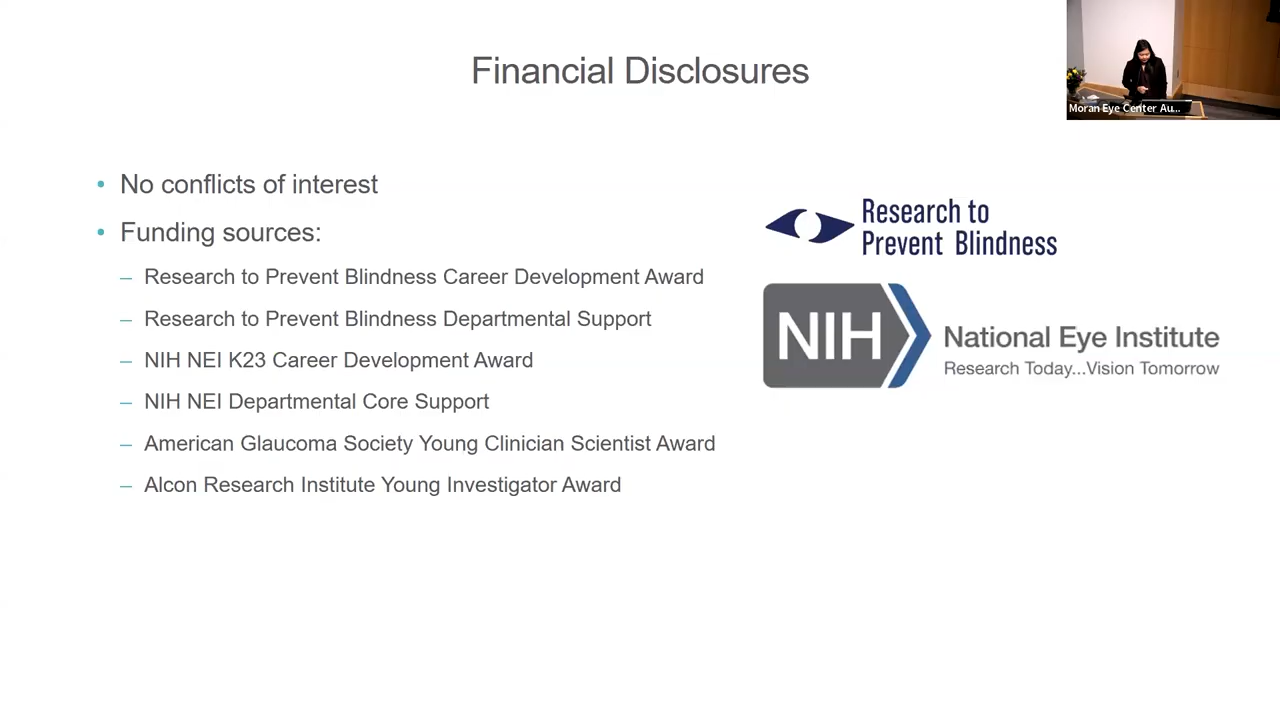 Financial Disclosures
Moran Eye Center Au...
• No conflicts of interest
• Funding sources:
– Research to Prevent Blindness Career Development Award
– Research to Prevent Blindness Departmental Support
– NIH NEI K23 Career Development Award
– NIH NEI Departmental Core Support
– American Glaucoma Society Young Clinician Scientist Award
– Alcon Research Institute Young Investigator Award
Research to
Prevent Blindness
NIH
National Eye Institute
Research Today...Vision Tomorrow